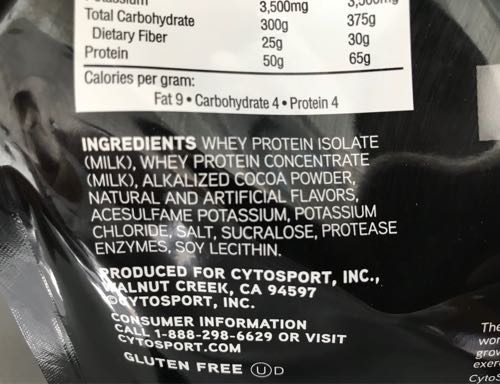 3,500mg
Total Carbohydrate 300g 375g
Dietary Fiber 25g 30g
Protein 50g 65g
Calories per gram:
Fat 9 • Carbohydrate 4 • Protein 4
INGREDIENTS WHEY PROTEIN ISOLATE
(MILK), WHEY PROTEIN CONCENTRATE
(MILK), ALKALIZED COCOA POWDER,
NATURAL AND ARTIFICIAL FLAVORS,
ACESULFAME POTASSIUM, POTASSIUM
CHLORIDE, SALT, SUCRALOSE, PROTEASE
ENZYMES, SOY LECITHIN.
PRODUCED FOR CYTOSPORT, INC.,
WALNUT CREEK, CA 94597
©CYTOSPORT, INC.
CONSUMER INFORMATION
CALL 1-888-298-6629 OR VISIT
CYTOSPORT.COM
GLUTEN FREE Ⓤ D
The